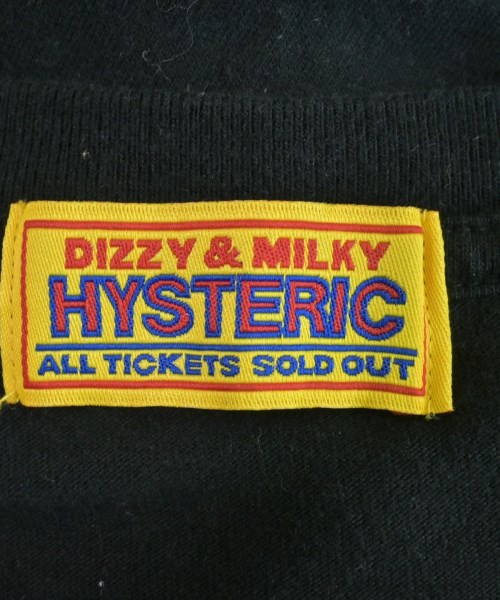 DIZZY & MILKY
HYSTERIC
ALL TICKETS SOLD OUT